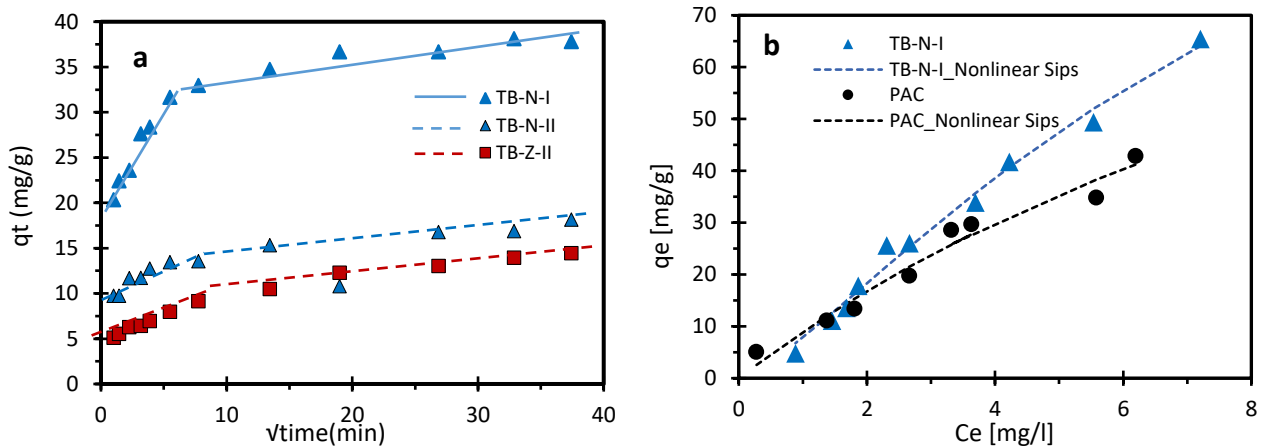 a
qt (mg/g)
40
35
30
25
20
15
10
5
0
TB-N-I
TB-N-II
TB-Z-II
0 10 20 30 40
√time(min)
b
qe [mg/g]
70
60
50
40
30
20
10
0
TB-N-I
TB-N-I_Nonlinear Sips
PAC
PAC_Nonlinear Sips
0 2 4 6 8
Ce [mg/l]